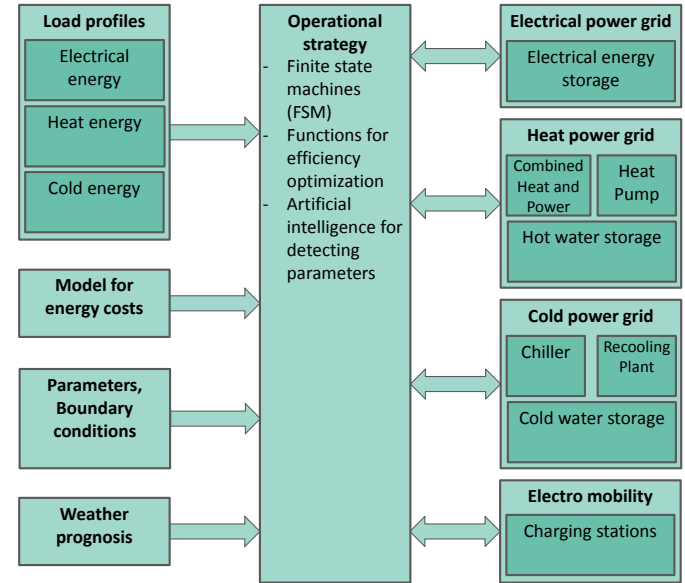 Load profiles
Electrical
energy
Heat energy
Cold energy
Model for
energy costs
Parameters,
Boundary
conditions
Weather
prognosis
Operational
strategy
- Finite state
machines
(FSM)
- Functions for
efficiency
optimization
- Artificial
intelligence for
detecting
parameters
Electrical power grid
Electrical energy
storage
Heat power grid
Combined
Heat and
Power
Heat
Pump
Hot water storage
Cold power grid
Chiller
Recooling
Plant
Cold water storage
Electro mobility
Charging stations